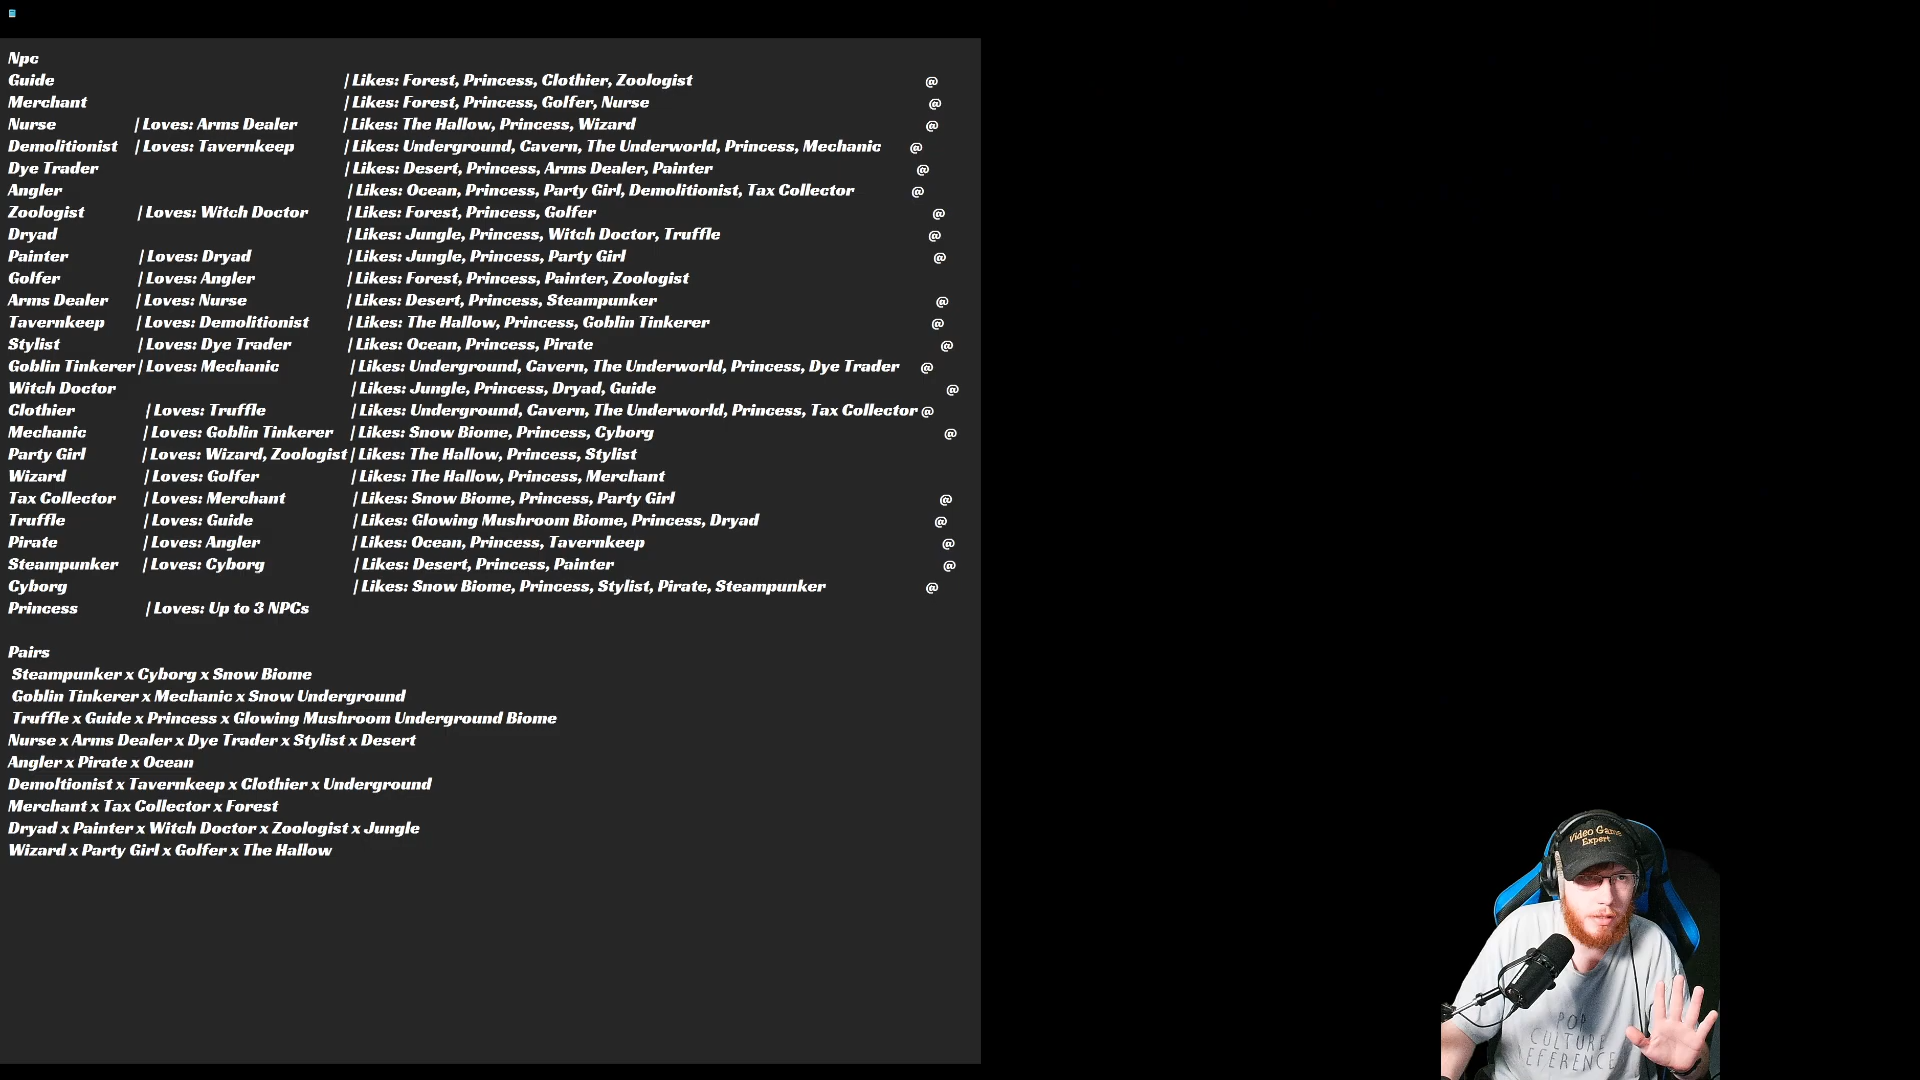 Npc
Guide | Likes: Forest, Princess, Clothier, Zoologist @
Merchant | Likes: Forest, Princess, Golfer, Nurse @
Nurse | Loves: Arms Dealer | Likes: The Hallow, Princess, Wizard @
Demolitionist | Loves: Tavernkeep | Likes: Underground, Cavern, The Underworld, Princess, Mechanic @
Dye Trader | Likes: Desert, Princess, Arms Dealer, Painter @
Angler | Likes: Ocean, Princess, Party Girl, Demolitionist, Tax Collector @
Zoologist | Loves: Witch Doctor | Likes: Forest, Princess, Golfer @
Dryad | Likes: Jungle, Princess, Witch Doctor, Truffle @
Painter | Loves: Dryad | Likes: Jungle, Princess, Party Girl @
Golfer | Loves: Angler | Likes: Forest, Princess, Painter, Zoologist
Arms Dealer | Loves: Nurse | Likes: Desert, Princess, Steampunker @
Tavernkeep | Loves: Demolitionist | Likes: The Hallow, Princess, Goblin Tinkerer @
Stylist | Loves: Dye Trader | Likes: Ocean, Princess, Pirate @
Goblin Tinkerer | Loves: Mechanic | Likes: Underground, Cavern, The Underworld, Princess, Dye Trader @
Witch Doctor | Likes: Jungle, Princess, Dryad, Guide @
Clothier | Loves: Truffle | Likes: Underground, Cavern, The Underworld, Princess, Tax Collector @
Mechanic | Loves: Goblin Tinkerer | Likes: Snow Biome, Princess, Cyborg @
Party Girl | Loves: Wizard, Zoologist | Likes: The Hallow, Princess, Stylist
Wizard | Loves: Golfer | Likes: The Hallow, Princess, Merchant
Tax Collector | Loves: Merchant | Likes: Snow Biome, Princess, Party Girl @
Truffle | Loves: Guide | Likes: Glowing Mushroom Biome, Princess, Dryad @
Pirate | Loves: Angler | Likes: Ocean, Princess, Tavernkeep @
Steampunker | Loves: Cyborg | Likes: Desert, Princess, Painter @
Cyborg | Likes: Snow Biome, Princess, Stylist, Pirate, Steampunker @
Princess | Loves: Up to 3 NPCs
Pairs
Steampunker x Cyborg x Snow Biome
Goblin Tinkerer x Mechanic x Snow Underground
Truffle x Guide x Princess x Glowing Mushroom Underground Biome
Nurse x Arms Dealer x Dye Trader x Stylist x Desert
Angler x Pirate x Ocean
Demoltionist x Tavernkeep x Clothier x Underground
Merchant x Tax Collector x Forest
Dryad x Painter x Witch Doctor x Zoologist x Jungle
Wizard x Party Girl x Golfer x The Hallow
Video Game
Expert
POP
CULTURE
REFERENCE